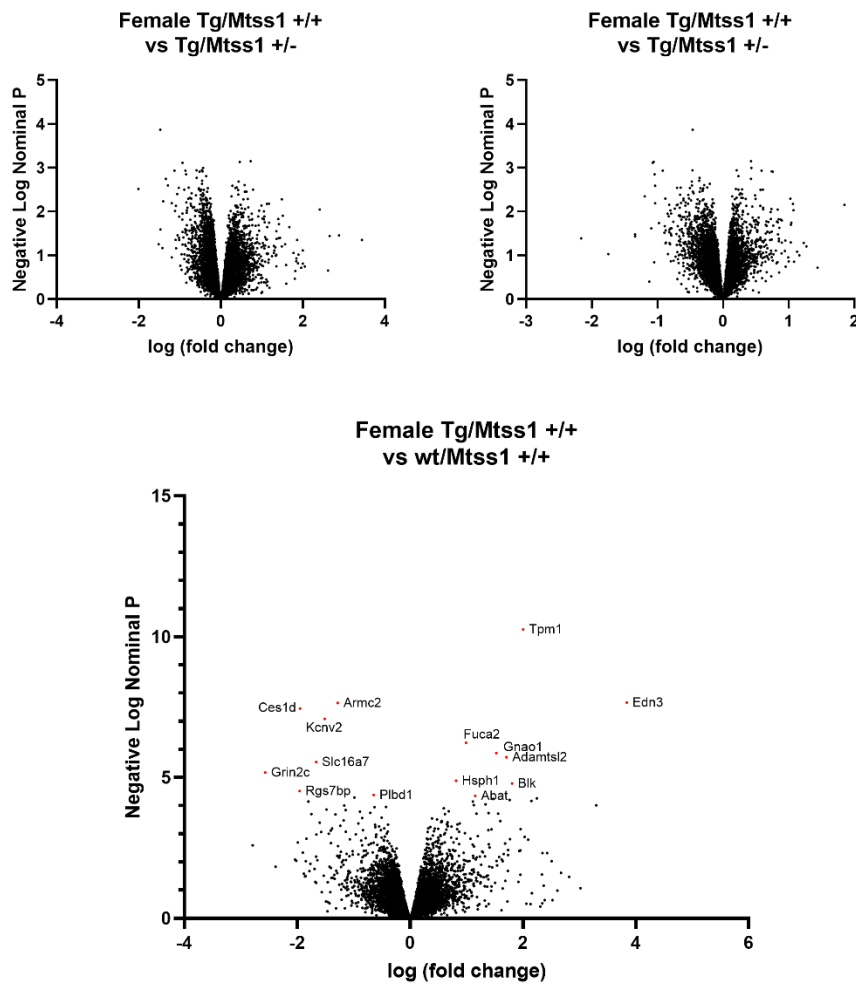 Female Tg/Mtss1 +/+
vs Tg/Mtss1 +/-
Negative Log Nominal P
5
4
3
2
1
0
-4
-2
0
2
4
log (fold change)
Female Tg/Mtss1 +/+
vs Tg/Mtss1 +/-
Negative Log Nominal P
5
4
3
2
1
0
-3
-2
-1
0
1
2
log (fold change)
Female Tg/Mtss1 +/+
vs wt/Mtss1 +/+
Negative Log Nominal P
15
10
5
0
Tpm1
Ces1d
Armc2
Edn3
Kcnv2
Fuca2
Gnao1
Slc16a7
Adamtsl2
Grin2c
Hsph1
Blk
Rgs7bp
Plbd1
Abat
-4
-2
0
2
4
6
log (fold change)